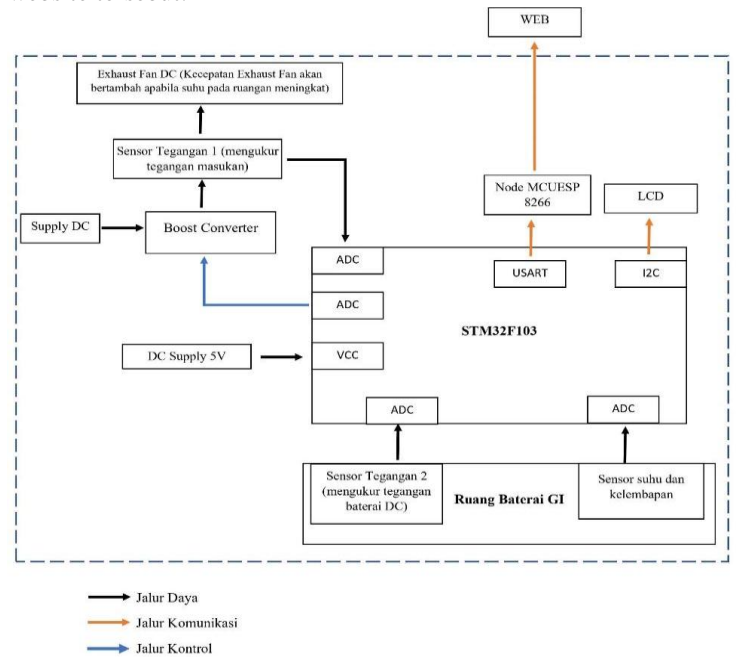 WEB
Exhaust Fan DC (Kecepatan Exhaust Fan akan
bertambah apabila suhu pada ruangan meningkat)
Sensor Tegangan 1 (mengukur
tegangan masukan)
Node MCUESP
8266
LCD
Supply DC
Boost Converter
ADC
USART
I2C
ADC
STM32F103
DC Supply 5V
VCC
ADC
ADC
Sensor Tegangan 2
(mengukur tegangan
baterai DC)
Ruang Baterai GI
Sensor suhu dan
kelembapan
Jalur Daya
Jalur Komunikasi
Jalur Kontrol